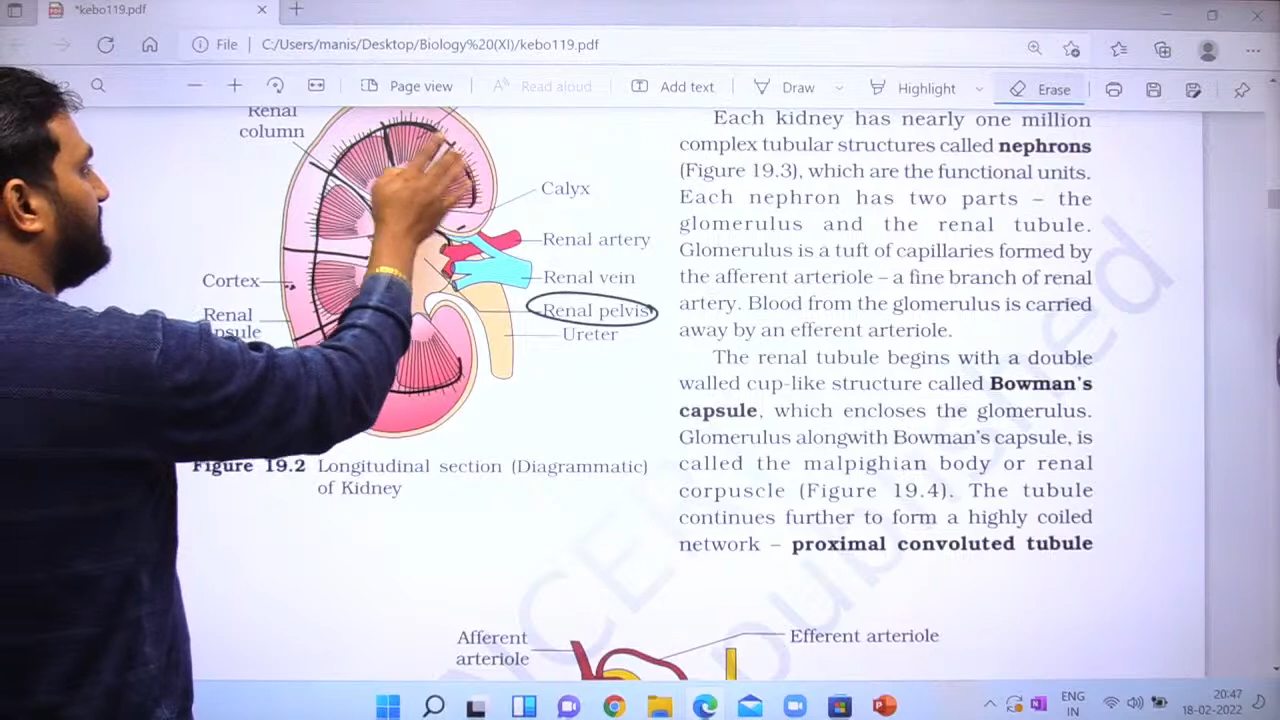 *kebo119.pdf
File
C:/Users/manis/Desktop/Biology%20(XI)/kebo119.pdf
Page view
Read aloud
Add text
Draw
Highlight
Erase
Renal
column
Calyx
Renal artery
Cortex
Renal vein
Renal
Renal pelvis
Ureter
Figure 19.2 Longitudinal section (Diagrammatic)
of Kidney
Each kidney has nearly one million
complex tubular structures called nephrons
(Figure 19.3), which are the functional units.
Each nephron has two parts – the
glomerulus and the renal tubule.
Glomerulus is a tuft of capillaries formed by
the afferent arteriole – a fine branch of renal
artery. Blood from the glomerulus is carried
away by an efferent arteriole.
The renal tubule begins with a double
walled cup-like structure called Bowman's
capsule, which encloses the glomerulus.
Glomerulus alongwith Bowman's capsule, is
called the malpighian body or renal
corpuscle (Figure 19.4). The tubule
continues further to form a highly coiled
network – proximal convoluted tubule
Afferent
arteriole
Efferent arteriole
ENG
IN
20:47
18-02-2022